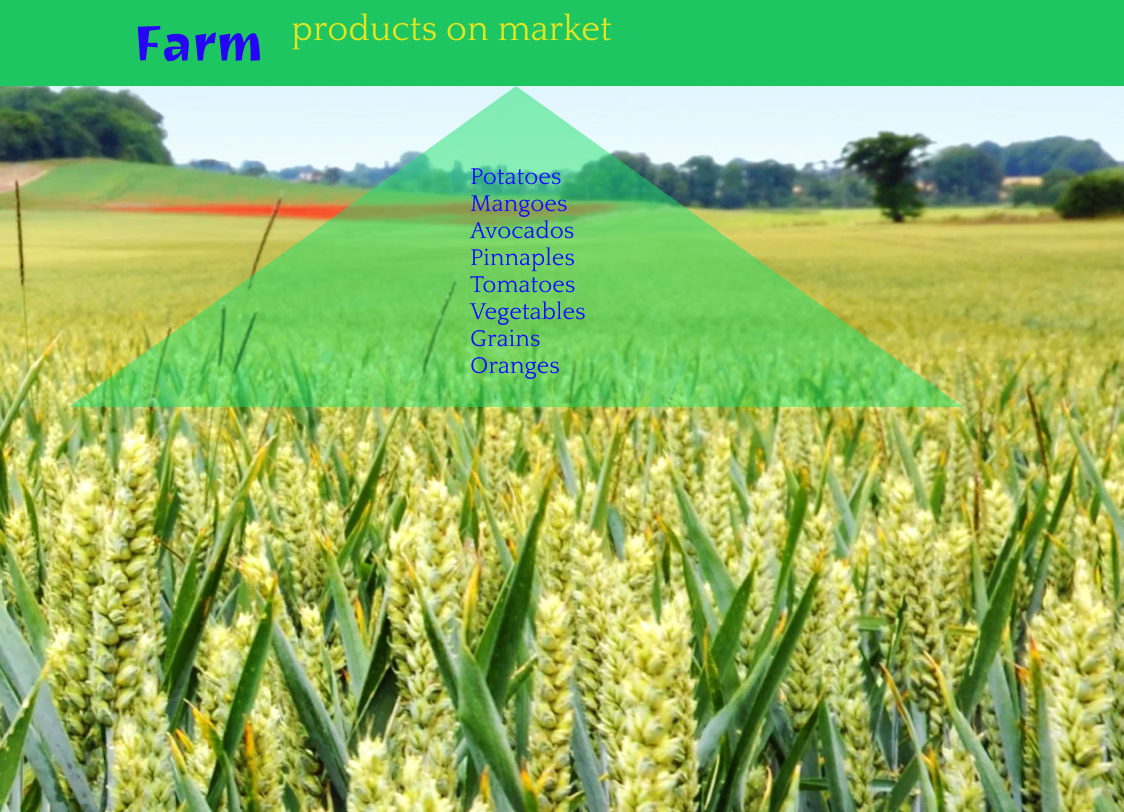 Farm products on market
Potatoes
Mangoes
Avocados
Pinnaples
Tomatoes
Vegetables
Grains
Oranges